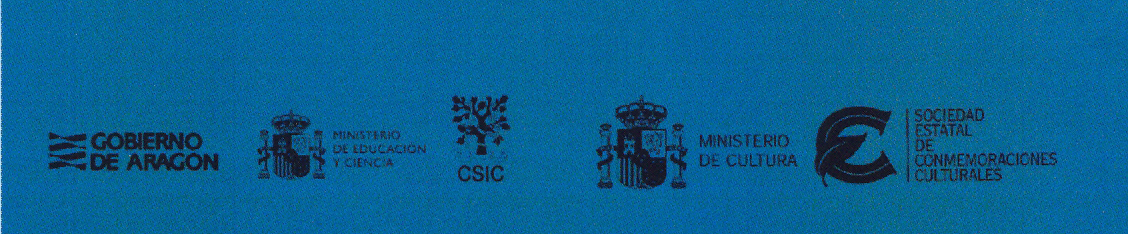 GOBIERNO
DE ARAGON
MINISTERIO
DE EDUCACIÓN
Y CIENCIA
CSIC
MINISTERIO
DE CULTURA
SOCIEDAD
ESTATAL
DE
CONMEMORACIONES
CULTURALES